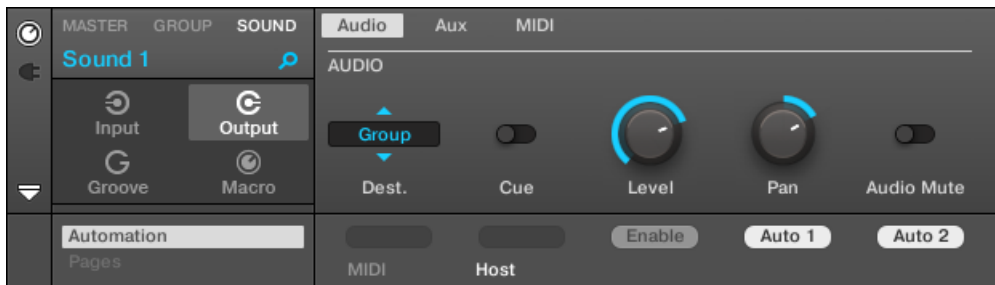 MASTER GROUP SOUND
Sound 1
Input Output
Groove Macro
Automation
Pages
Audio Aux MIDI
AUDIO
Group
Dest. Cue Level Pan Audio Mute
Enable Auto 1 Auto 2
MIDI Host